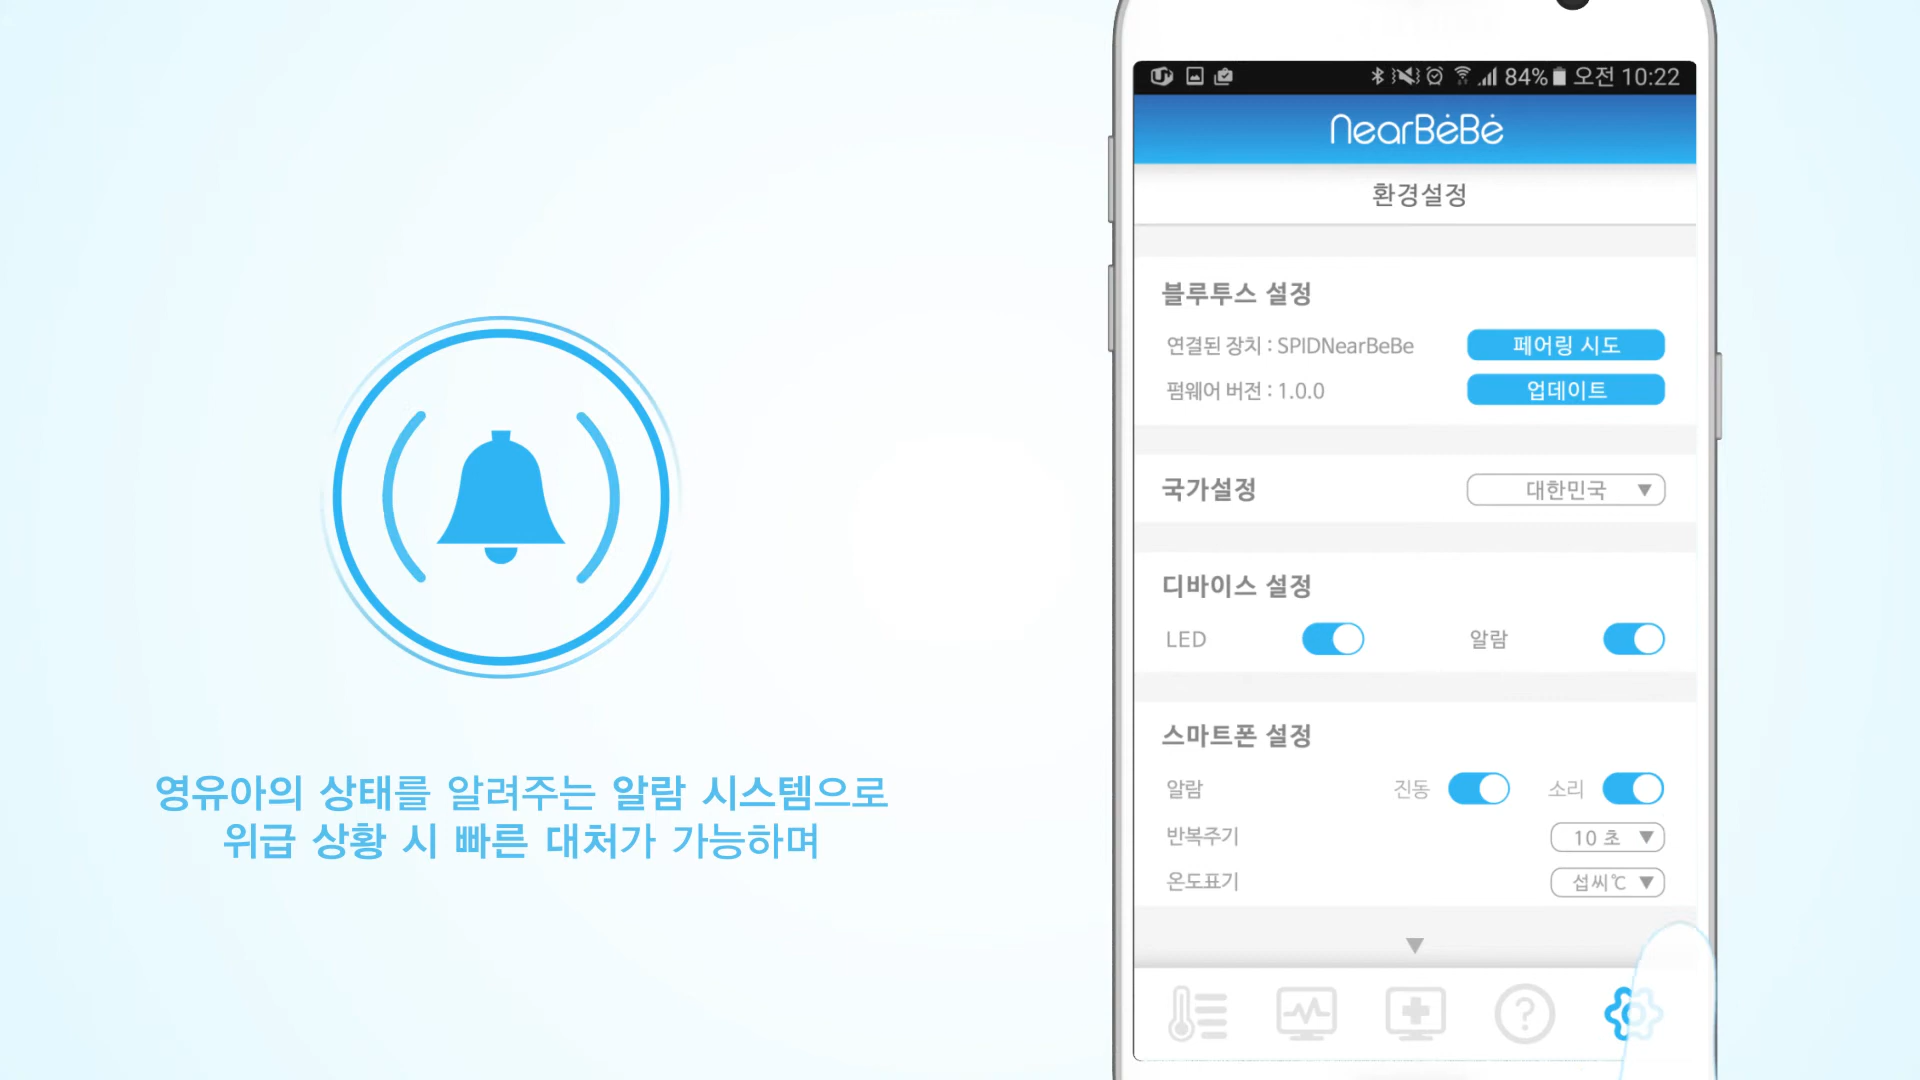 영유아의 상태를 알려주는 알람 시스템으로
위급 상황 시 빠른 대처가 가능하며
84% 오전 10:22
NearBėBė
환경설정
블루투스 설정
연결된 장치 : SPIDNearBeBe 페어링 시도
펌웨어 버전 : 1.0.0 업데이트
국가설정 대한민국 ▼
디바이스 설정
LED 알람
스마트폰 설정
알람 진동 소리
반복주기 10 초 ▼
온도표기 섭씨℃ ▼
▼
?